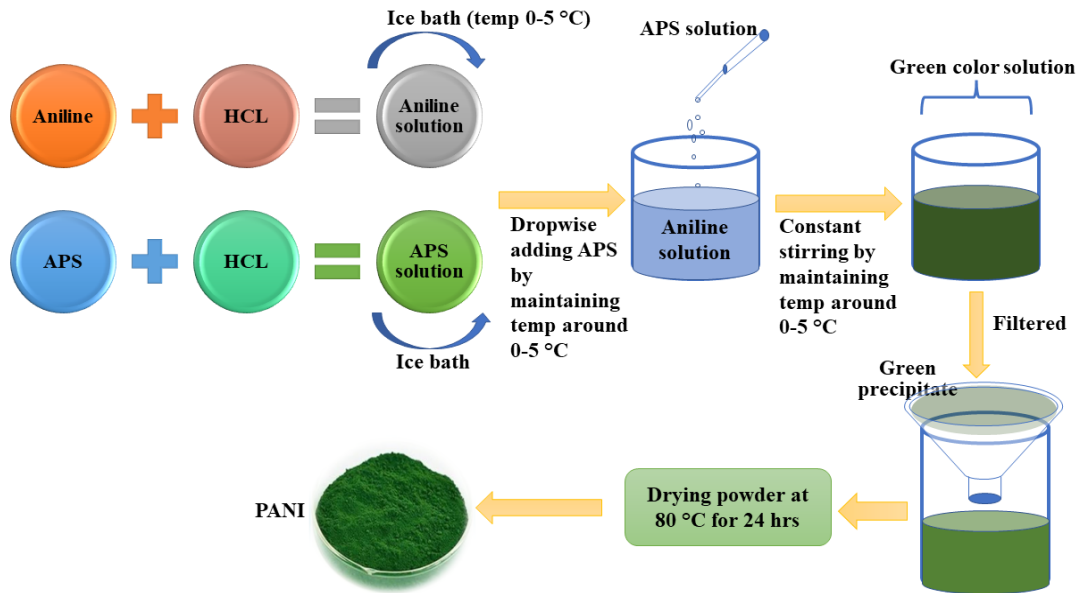 Ice bath (temp 0-5 °C)
Aniline
HCL
Aniline
solution
APS
HCL
APS
solution
Ice bath
Dropwise
adding APS
by
maintaining
temp around
0-5 °C
APS solution
Aniline
solution
Constant
stirring by
maintaining
temp around
0-5 °C
Green color solution
Filtered
Green
precipitate
Drying powder at
80 °C for 24 hrs
PANI